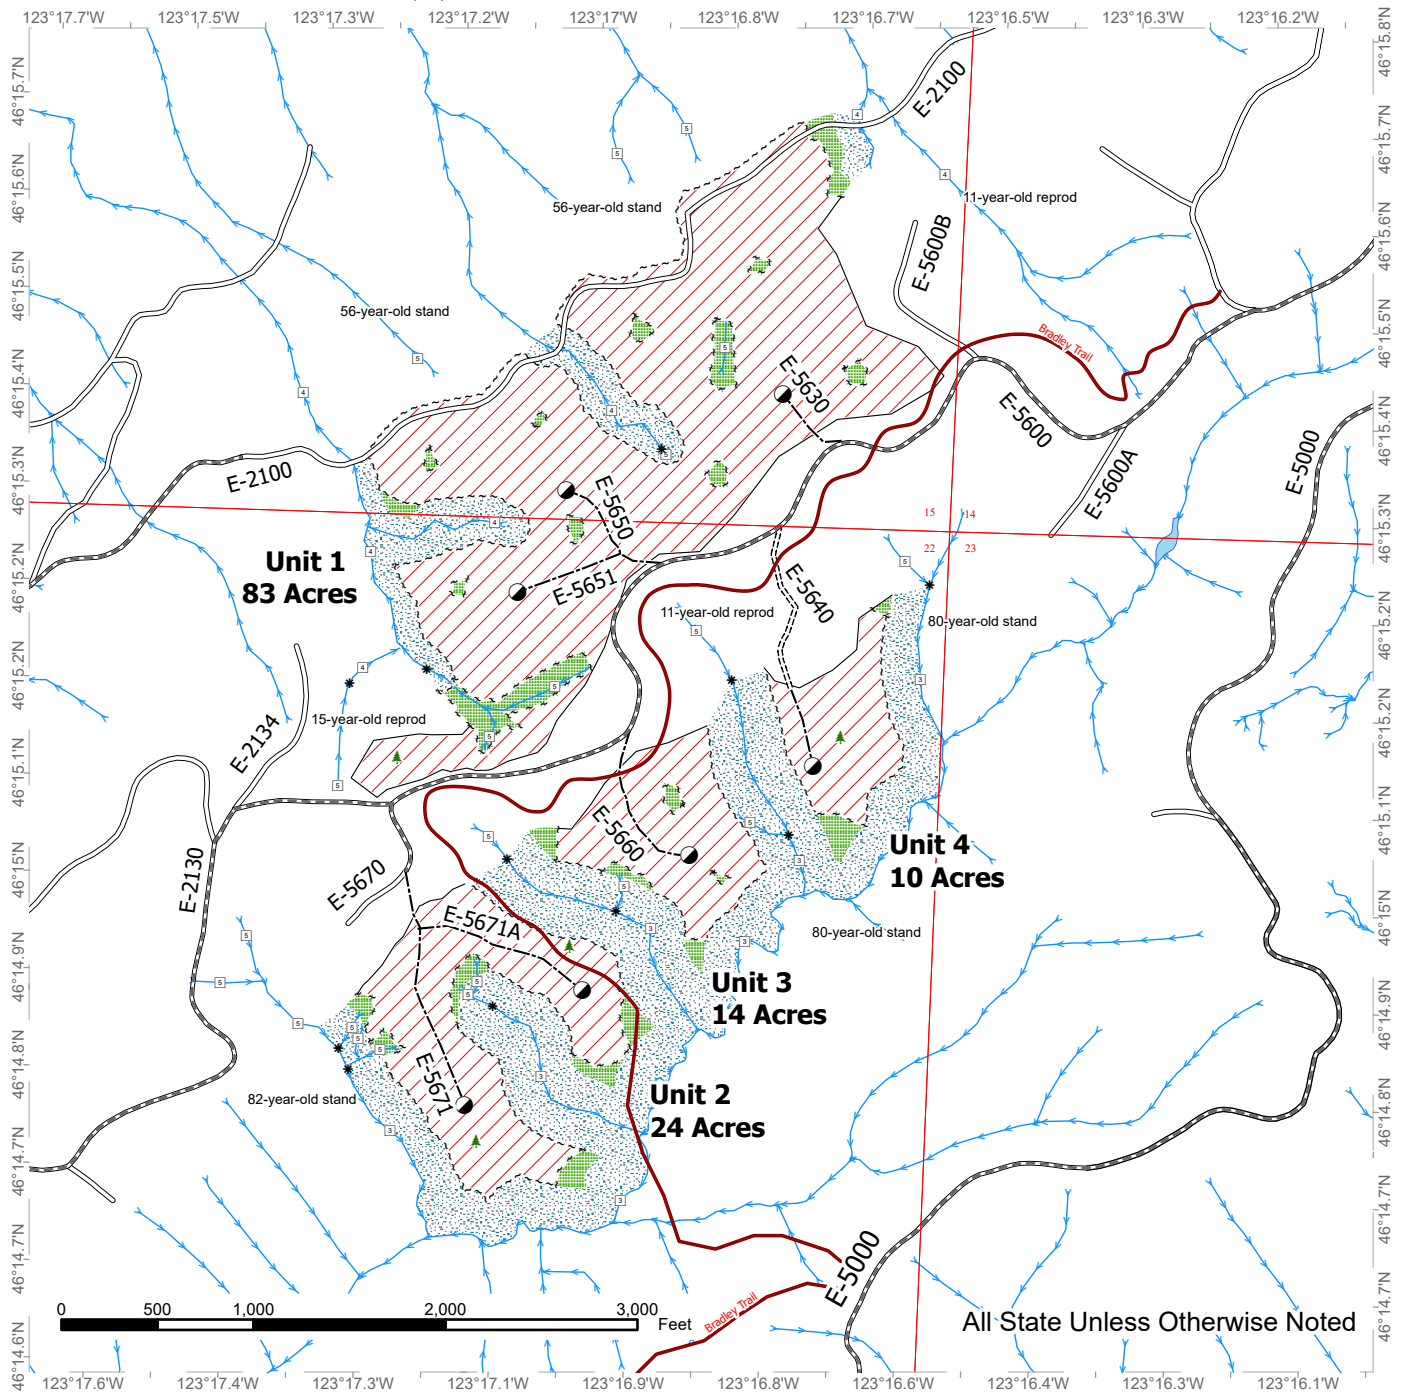 123°17.7'W 123°17.5'W 123°17.3'W 123°17.2'W 123°16.9'W 123°16.8'W 123°16.7'W 123°16.5'W 123°16.3'W 123°16.2'W
46°15.7'N
46°15.6'N
46°15.5'N
46°15.4'N
46°15.3'N
46°15.2'N
46°15.2'N
46°15.1'N
46°15'N
46°14.9'N
46°14.8'N
46°14.7'N
46°14.7'N
46°14.6'N
46°15.8'N
46°15.7'N
46°15.6'N
46°15.5'N
46°15.4'N
46°15.3'N
46°15.2'N
46°15.2'N
46°15.1'N
46°15'N
46°14.9'N
46°14.8'N
46°14.7'N
46°14.7'N
46°14.6'N
E-2100
56-year-old stand
11-year-old reprod
E-5600B
56-year-old stand
Bradley Trail
E-5630
E-5600
E-5000
E-2100
E-5600A
E-5650
15 14
22 23
Unit 1
83 Acres
E-5651
E-5640
11-year-old reprod
80-year-old stand
15-year-old reprod
E-2134
E-5660
Unit 4
10 Acres
E-2130
E-5670
E-5671A
80-year-old stand
Unit 3
14 Acres
E-5671
82-year-old stand
Unit 2
24 Acres
E-5000
Bradley Trail
0 500 1,000 2,000 3,000
Feet
All State Unless Otherwise Noted
123°17.6'W 123°17.4'W 123°17.3'W 123°17.1'W 123°16.9'W 123°16.8'W 123°16.6'W 123°16.4'W 123°16.3'W 123°16.1'W